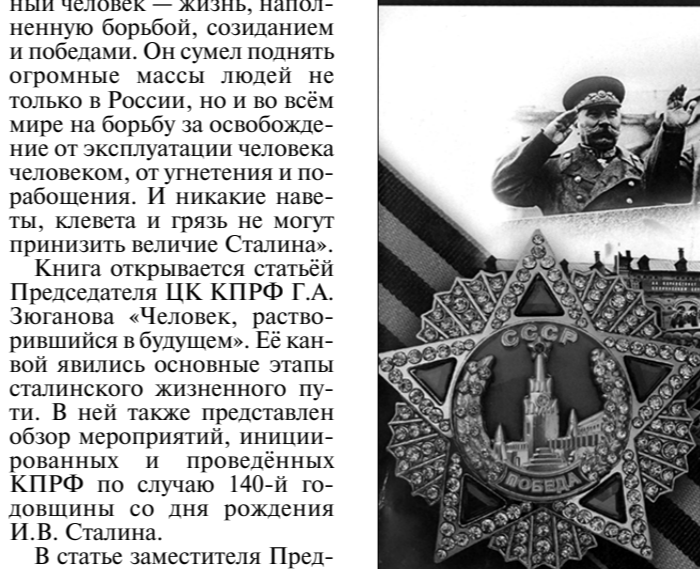 ный человек — жизнь, напол-
ненную борьбой, созиданием
и победами. Он сумел поднять
огромные массы людей не
только в России, но и во всём
мире на борьбу за освобожде-
ние от эксплуатации человека
человеком, от угнетения и по-
рабощения. И никакие наве-
ты, клевета и грязь не могут
принизить величие Сталина».
Книга открывается статьёй
Председателя ЦК КПРФ Г.А.
Зюганова «Человек, раство-
рившийся в будущем». Её кан-
вой явились основные этапы
сталинского жизненного пу-
ти. В ней также представлен
обзор мероприятий, иници-
рованных и проведённых
КПРФ по случаю 140-й го-
довщины со дня рождения
И.В. Сталина.
В статье заместителя Пред-
СССР
ПОБЕДА